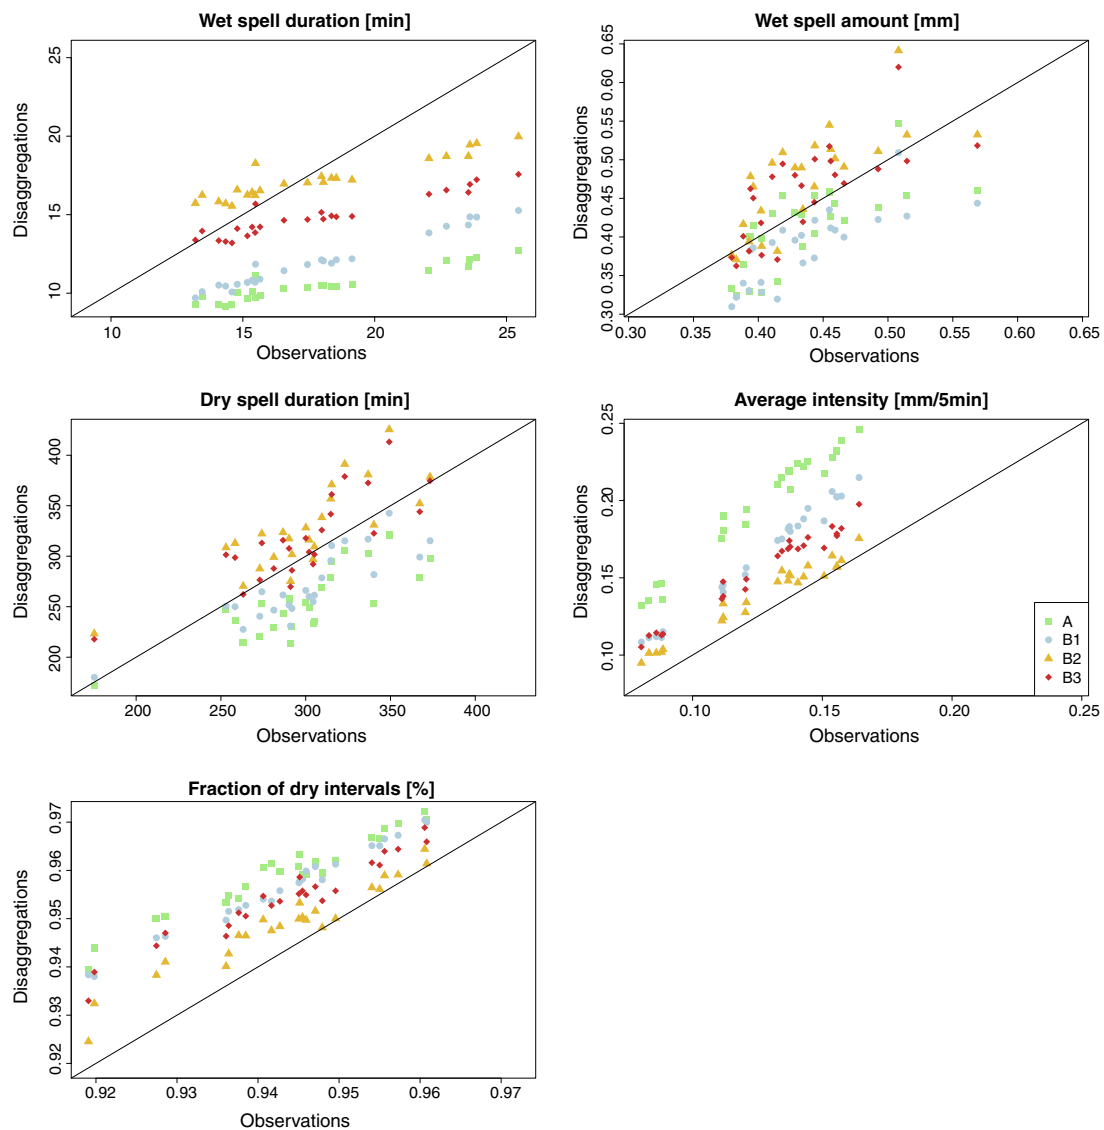 Wet spell duration [min]
Disaggregations
25
20
15
10
10
15
20
25
Observations
Wet spell amount [mm]
Disaggregations
0.65
0.60
0.55
0.50
0.45
0.40
0.35
0.30
0.30
0.35
0.40
0.45
0.50
0.55
0.60
0.65
Observations
Dry spell duration [min]
Disaggregations
400
350
300
250
200
200
250
300
350
400
Observations
Average intensity [mm/5min]
Disaggregations
0.25
0.20
0.15
0.10
0.10
0.15
0.20
0.25
Observations
A
B1
B2
B3
Fraction of dry intervals [%]
Disaggregations
0.97
0.96
0.95
0.94
0.93
0.92
0.92
0.93
0.94
0.95
0.96
0.97
Observations